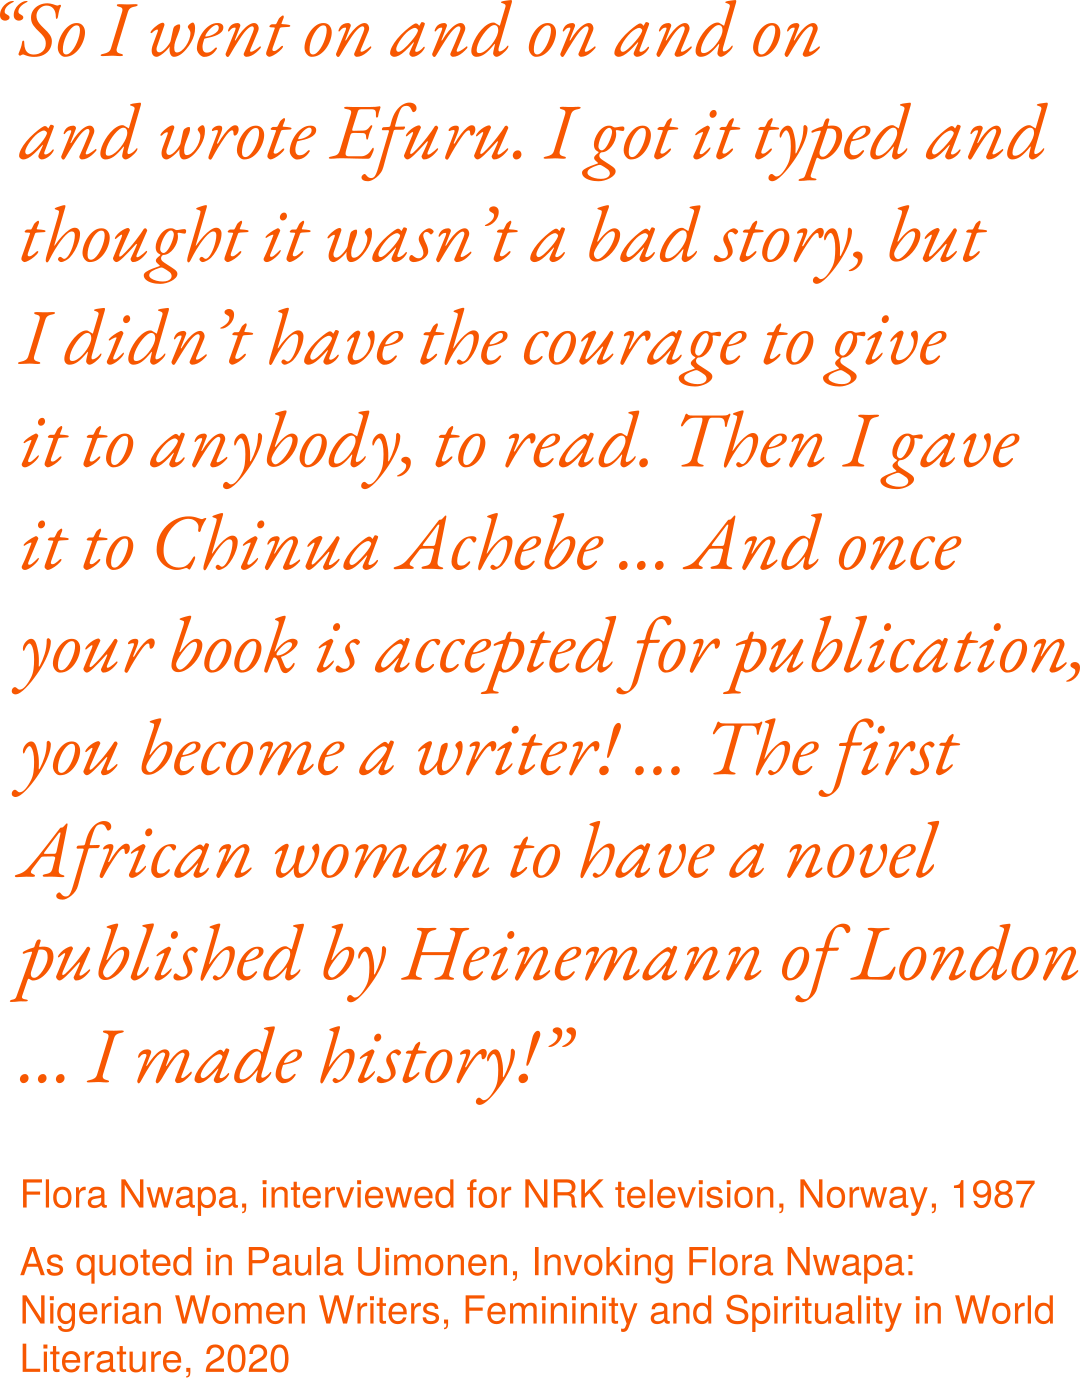 “So I went on and on and on
and wrote Efuru. I got it typed and
thought it wasn’t a bad story, but
I didn’t have the courage to give
it to anybody, to read. Then I gave
it to Chinua Achebe ... And once
your book is accepted for publication,
you become a writer! ... The first
African woman to have a novel
published by Heinemann of London
... I made history!”
Flora Nwapa, interviewed for NRK television, Norway, 1987
As quoted in Paula Uimonen, Invoking Flora Nwapa:
Nigerian Women Writers, Femininity and Spirituality in World
Literature, 2020